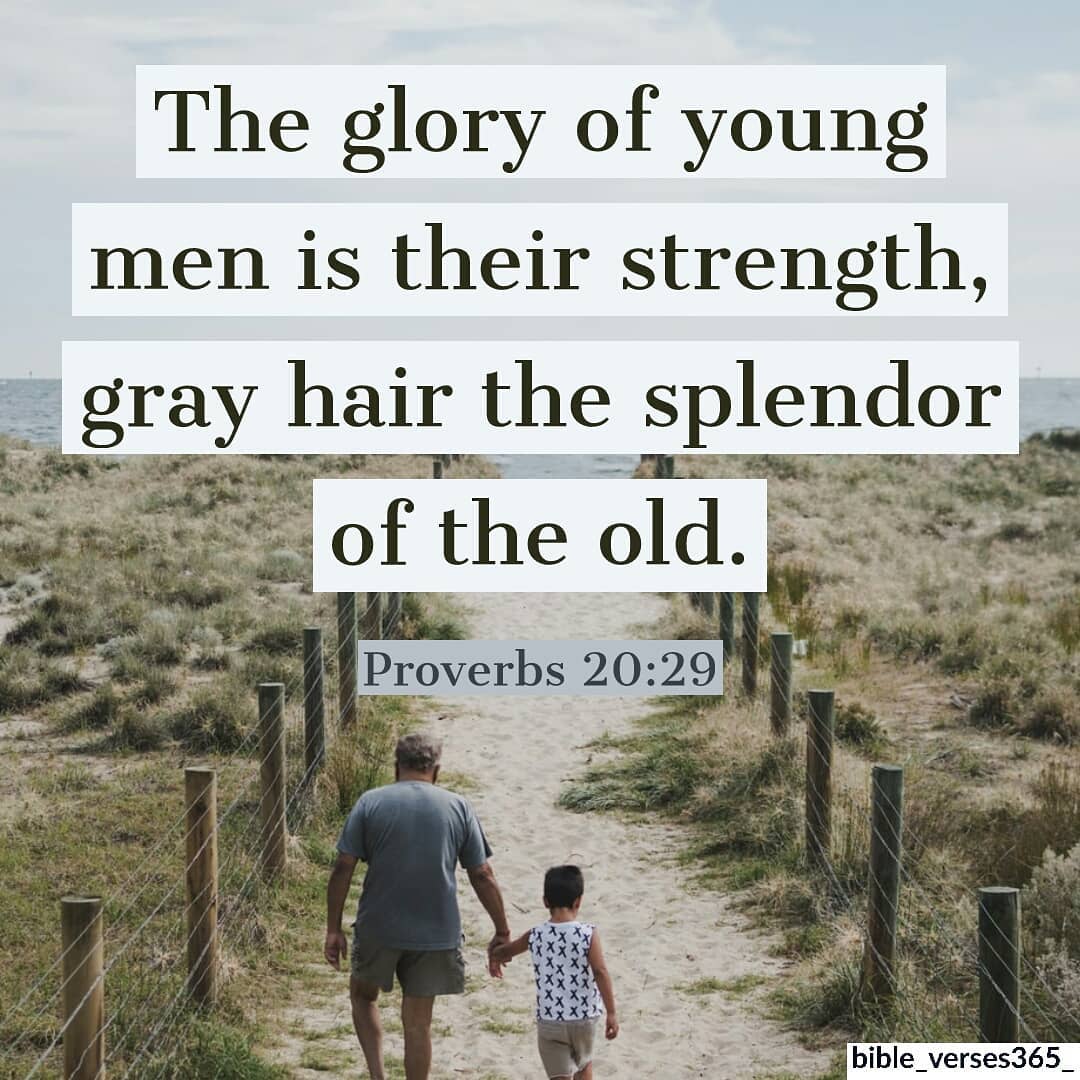 The glory of young
men is their strength,
gray hair the splendor
of the old.
Proverbs 20:29
bible_verses365_